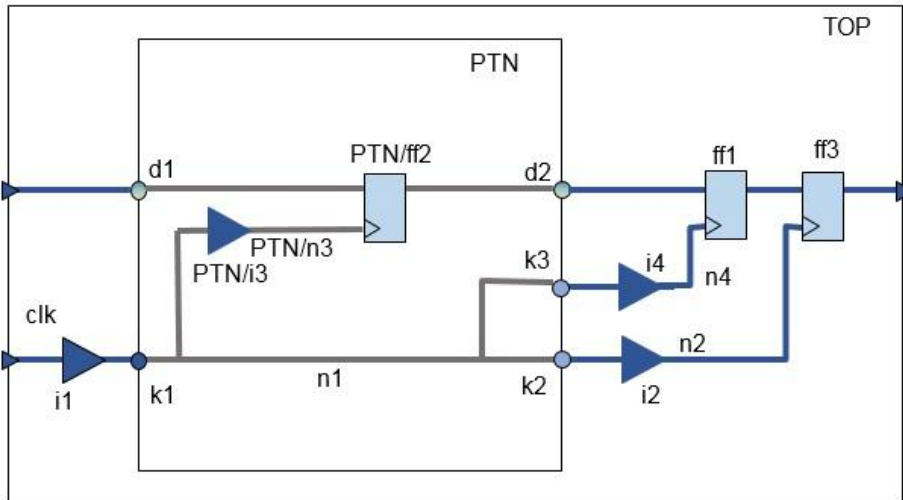 TOP
PTN
d1
PTN/ff2
d2
ff1
ff3
PTN/n3
PTN/i3
k3
i4
n4
clk
i1
k1
n1
k2
i2
n2